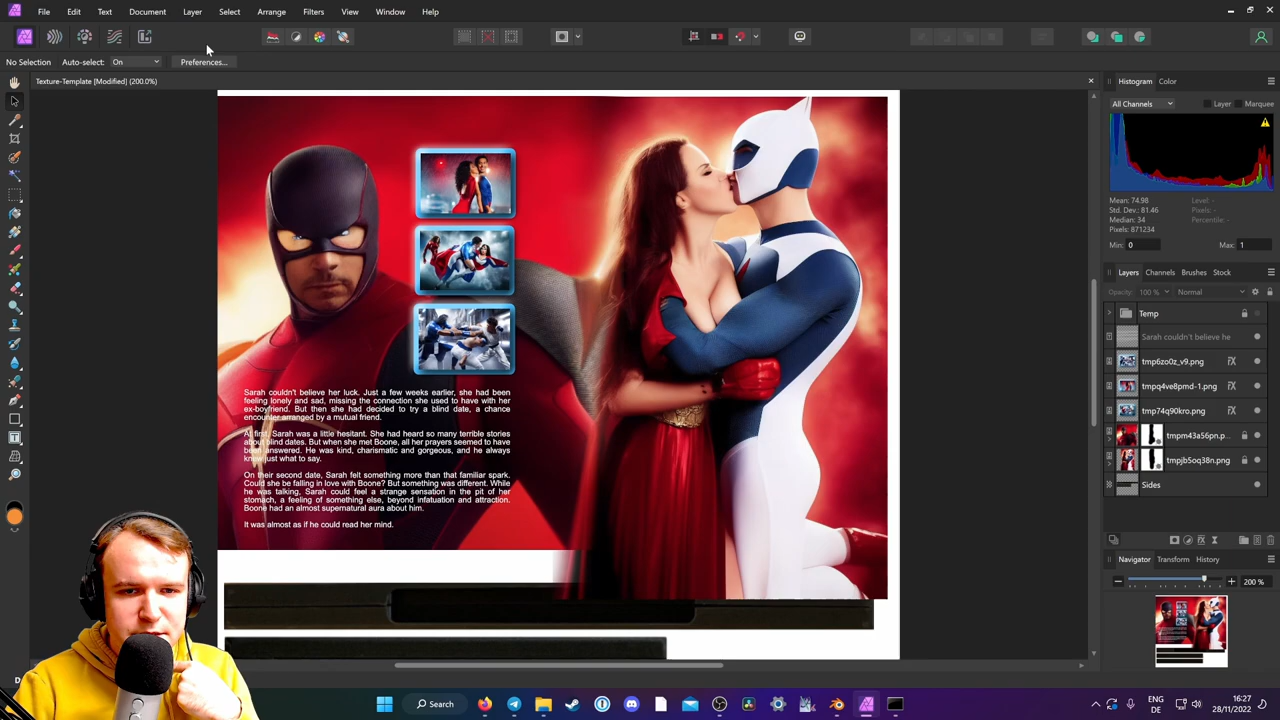 File Edit Text Document Layer Select Arrange Filters View Window Help
No Selection Auto-select: On Preferences...
Texture-Template [Modified] (200.0%)
Histogram Color
All Channels Layer Marquee
Mean: 74.98 Level: -
Std. Dev.: 81.46 Pixels: -
Median: 34 Percentile: -
Pixels: 871234
Min: 0 Max: 1
Layers Channels Brushes Stock
Opacity: 100 % Normal
Temp
Sarah couldn't believe he
tmp6zo0z_v9.png
tmpq4ve8pmd-1.png
tmp74q90kro.png
tmpm43a56pn.p...
tmpjb5oq38n.png
Sides
Sarah couldn't believe her luck. Just a few weeks earlier, she had been
feeling lonely and sad, missing the connection she used to have with her
ex-boyfriend. But then she had decided to try a blind date, a chance
encounter arranged by a mutual friend.
At first, Sarah was a little hesitant. She had heard so many terrible stories
about blind dates. But when she met Boone, all her prayers seemed to have
been answered. He was kind, charismatic and gorgeous, and he always
knew just what to say.
On their second date, Sarah felt something more than that familiar spark.
Could she be falling in love with Boone? But something was different. While
he was talking, Sarah could feel a strange sensation in the pit of her
stomach, a feeling of something else, beyond infatuation and attraction.
Boone had an almost supernatural aura about him.
It was almost as if he could read her mind.
Navigator Transform History
200 %
D
Search
ENG
DE
16:27
28/11/2022